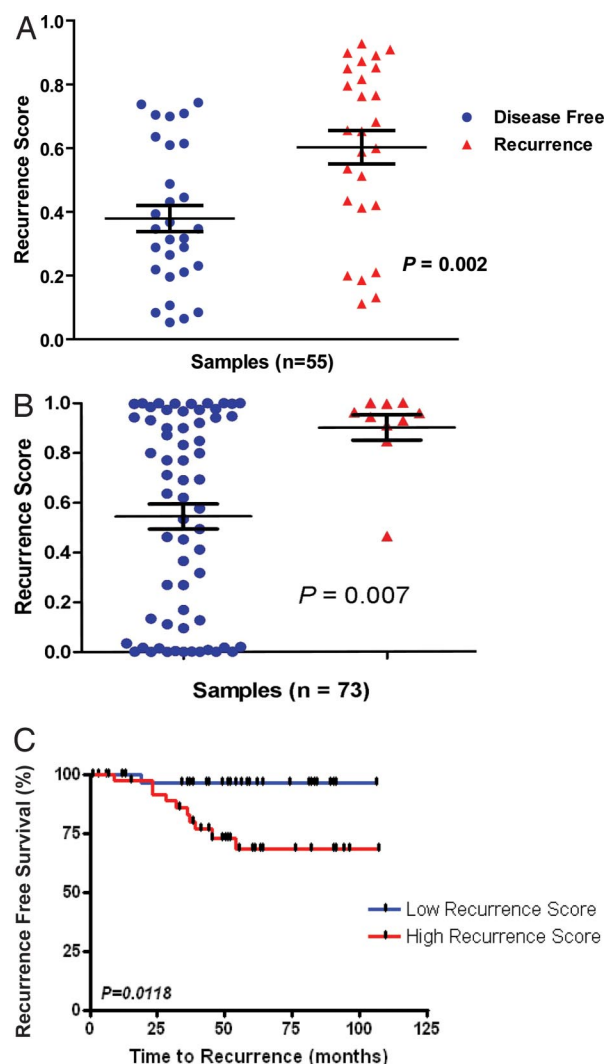 A
1.0
0.8
0.6
0.4
0.2
0.0
Recurrence Score
Disease Free
Recurrence
P = 0.002
Samples (n=55)
B
1.0
0.8
0.6
0.4
0.2
0.0
Recurrence Score
P = 0.007
Samples (n = 73)
C
100
75
50
25
0
Recurrence Free Survival (%)
Low Recurrence Score
High Recurrence Score
P=0.0118
0 25 50 75 100 125
Time to Recurrence (months)